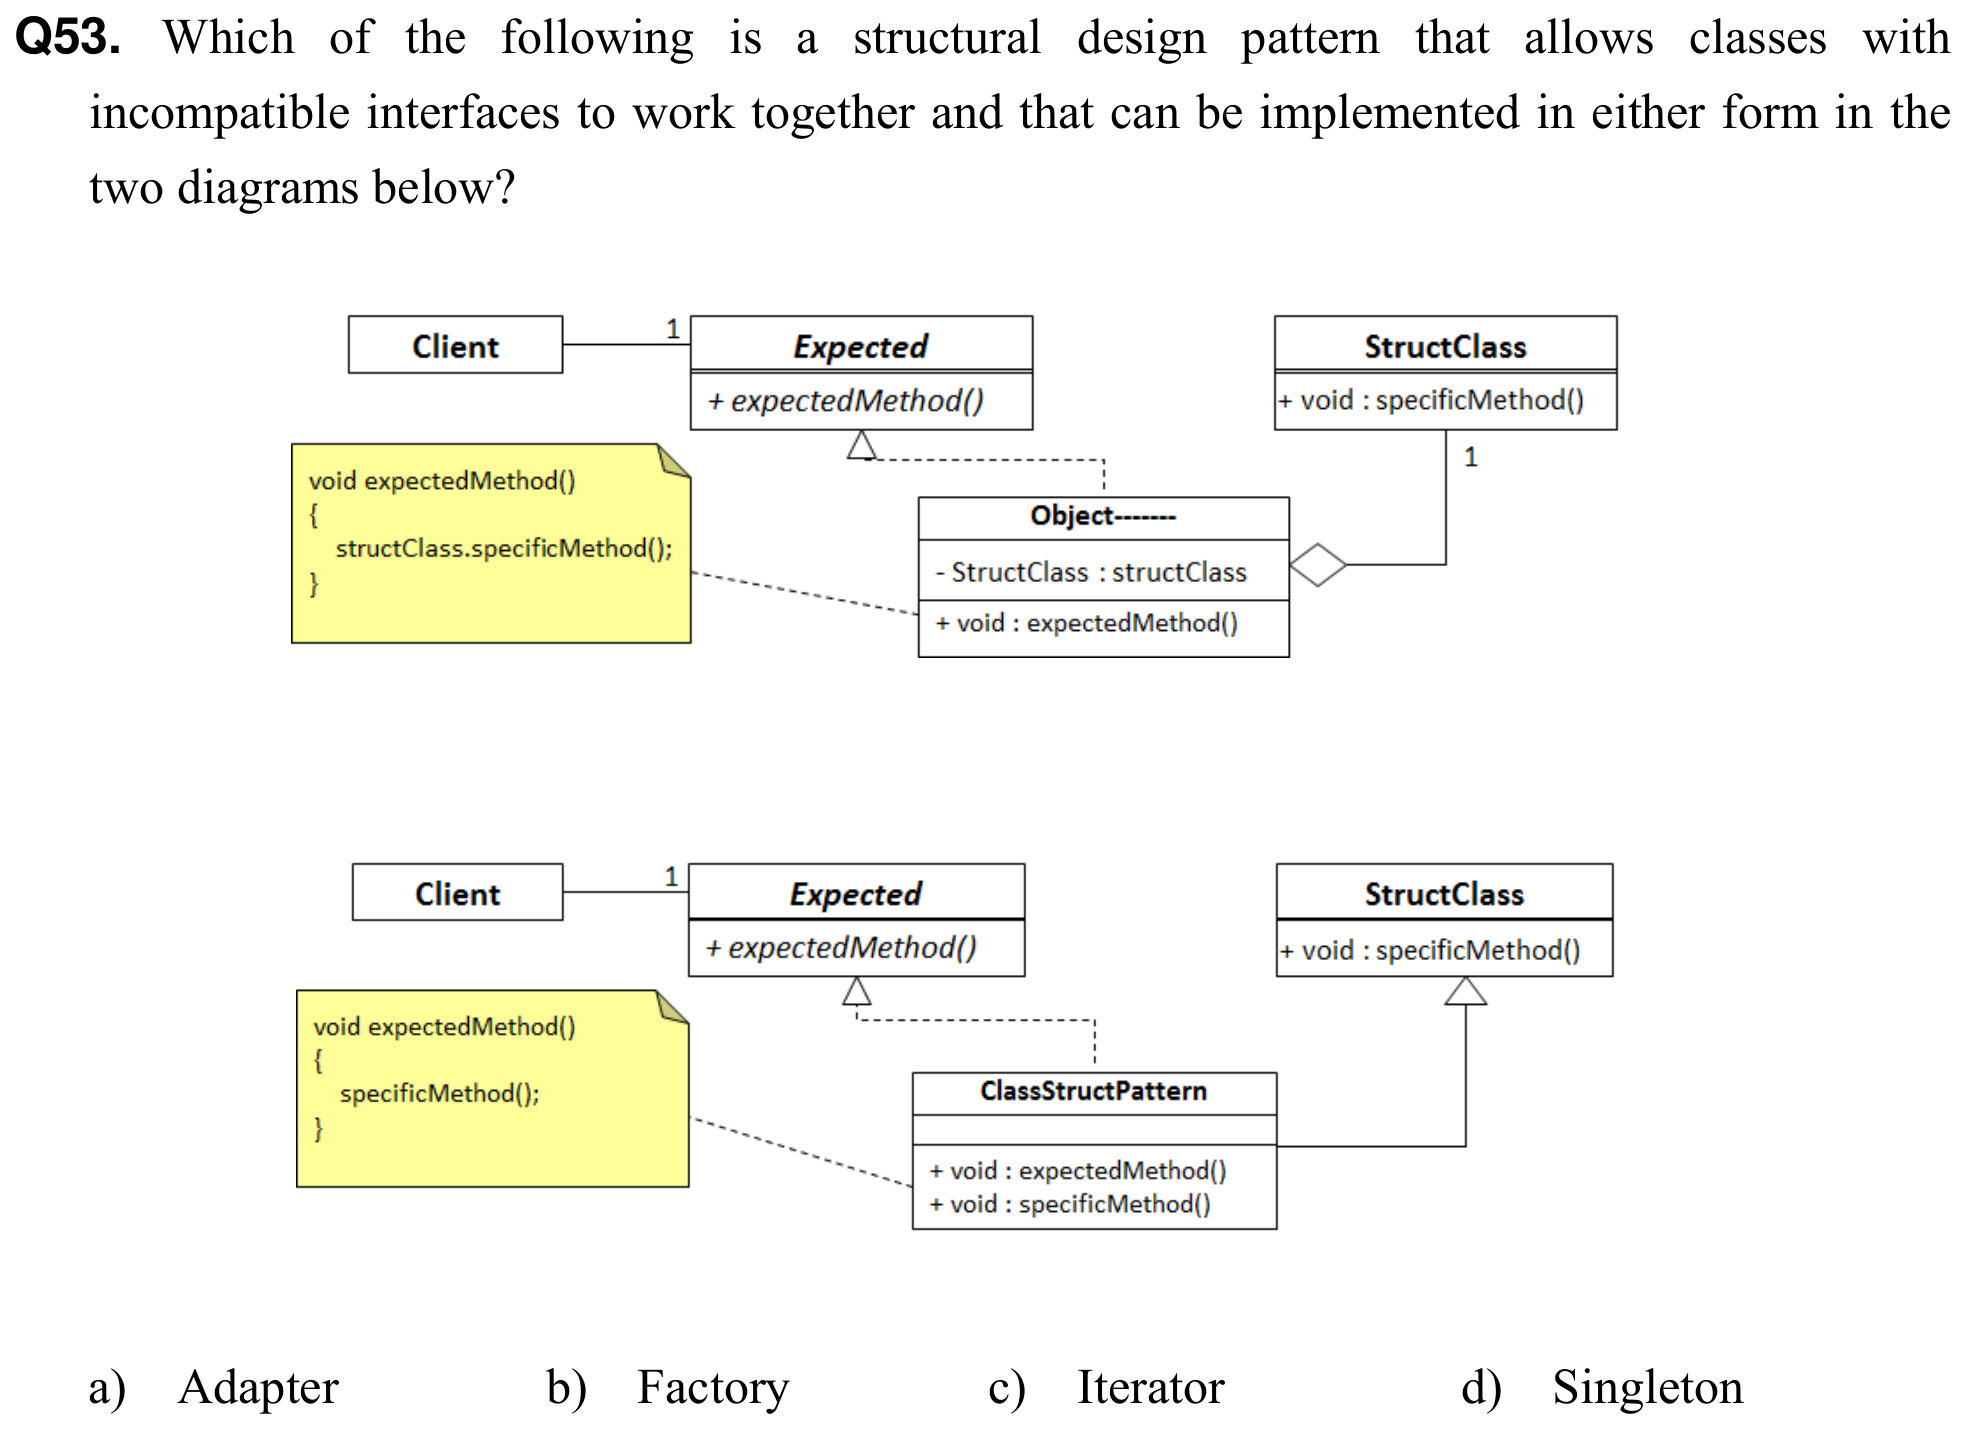 Q53. Which of the following is a structural design pattern that allows classes with
incompatible interfaces to work together and that can be implemented in either form in the
two diagrams below?
Client
1
Expected
+ expectedMethod()
StructClass
+ void : specificMethod()
1
void expectedMethod()
{
structClass.specificMethod();
}
Object-------
- StructClass : structClass
+ void : expectedMethod()
Client
1
Expected
+ expectedMethod()
StructClass
+ void : specificMethod()
void expectedMethod()
{
specificMethod();
}
ClassStructPattern
+ void : expectedMethod()
+ void : specificMethod()
a) Adapter b) Factory c) Iterator d) Singleton